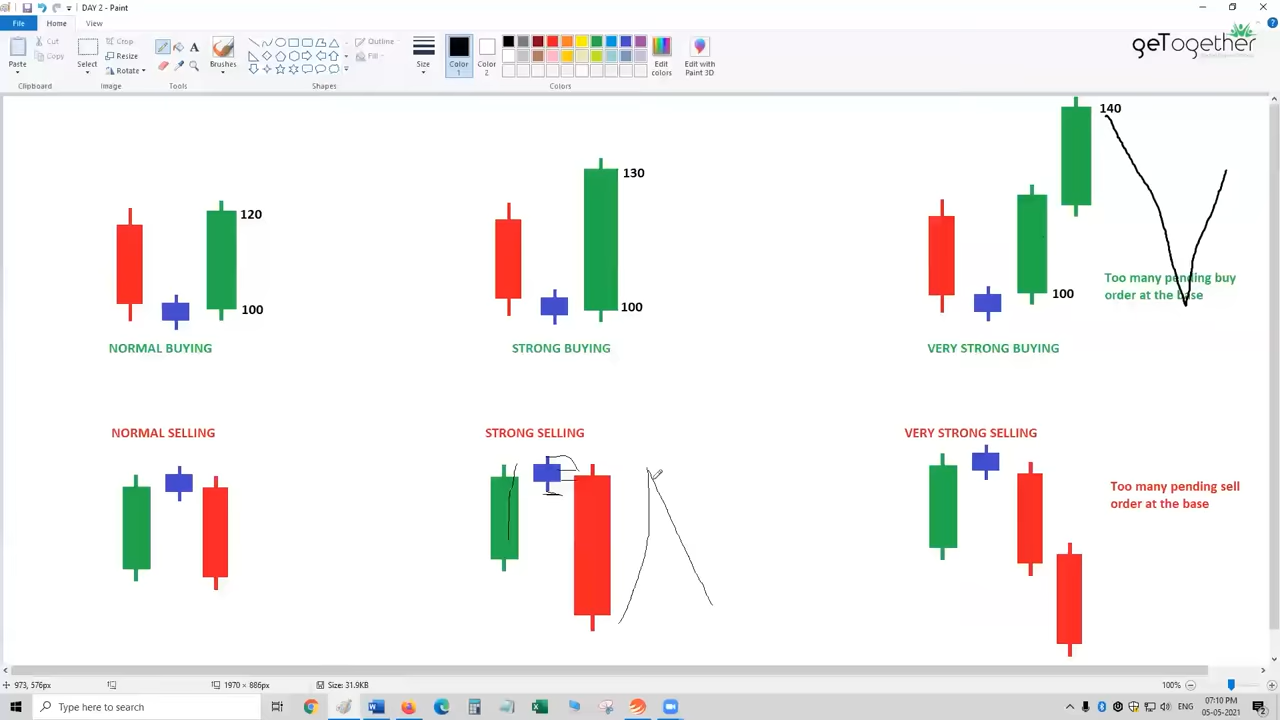 DAY 2 - Paint
File
Home
View
Paste
Cut
Copy
Clipboard
Select
Crop
Resize
Rotate
Image
A
Tools
Brushes
Outline
Fill
Shapes
Size
Color
1
Color
2
Edit
colors
Edit with
Paint 3D
Colors
geTogether
140
130
120
100
100
100
Too many pending buy
order at the base
NORMAL BUYING
STRONG BUYING
VERY STRONG BUYING
NORMAL SELLING
STRONG SELLING
VERY STRONG SELLING
Too many pending sell
order at the base
973, 576px
1970 × 886px
Size: 31.9KB
100%
Type here to search
ENG
07:10 PM
05-05-2021
2